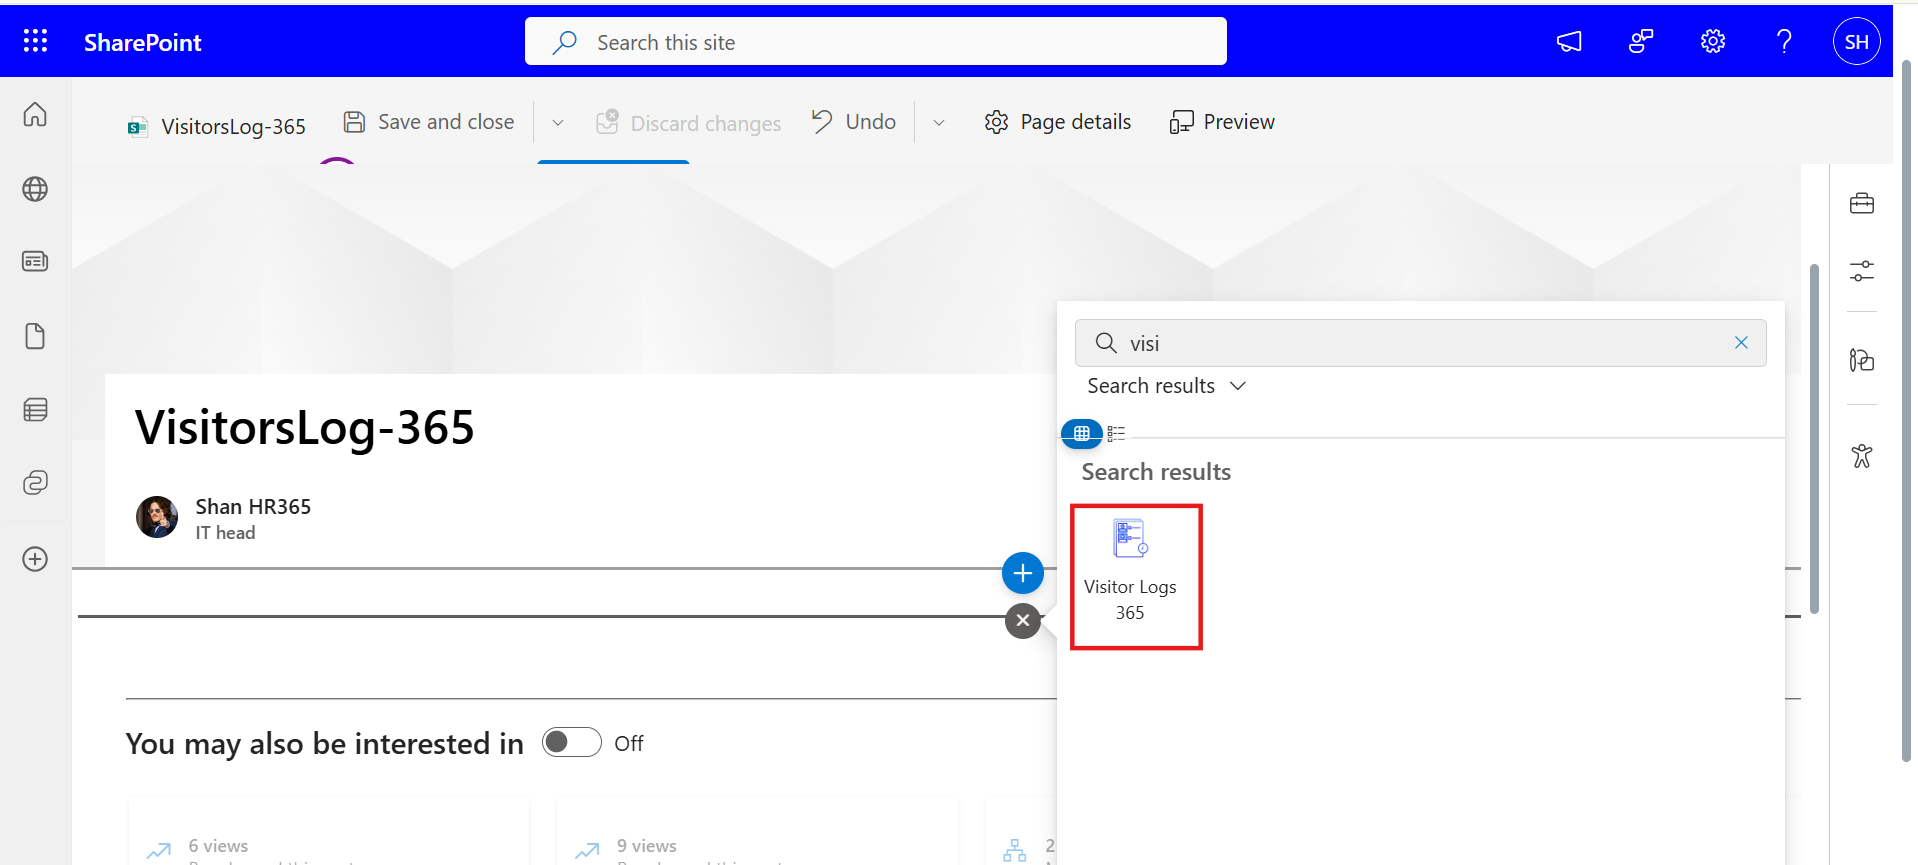 SharePoint
Search this site
SH
VisitorsLog-365
Save and close
Discard changes
Undo
Page details
Preview
visi
Search results
Search results
Visitor Logs
365
VisitorsLog-365
Shan HR365
IT head
You may also be interested in
Off
6 views
9 views
2